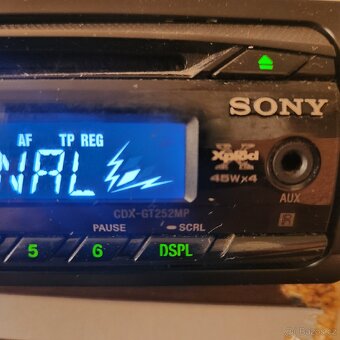 SONY
AF TP REG
NAL
Xplod
45W×4
CDX-GT252MP
AUX
PAUSE SCRL
5 6 DSPL